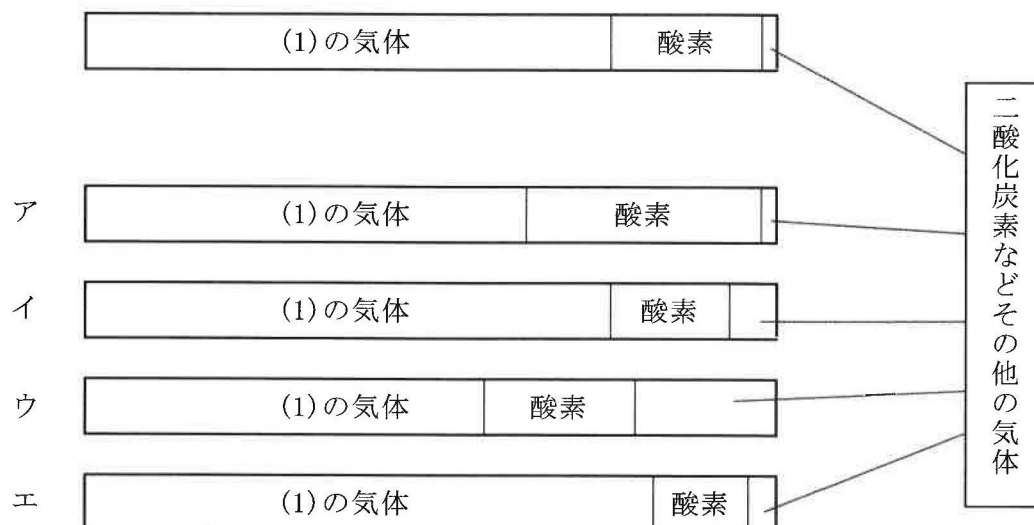 (1)の気体 酸素
ア (1)の気体 酸素
イ (1)の気体 酸素
ウ (1)の気体 酸素
エ (1)の気体 酸素
二酸化炭素などその他の気体